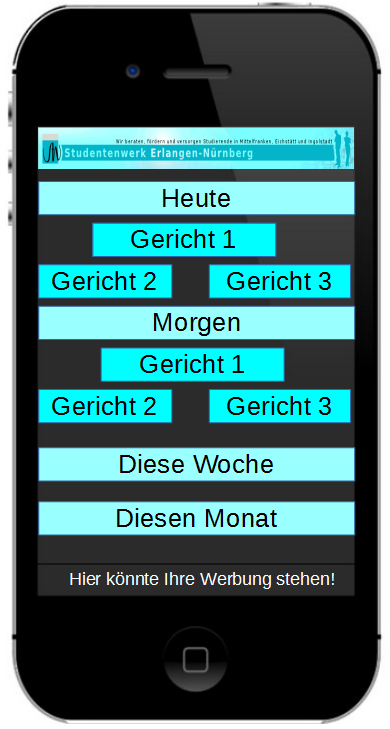 Wir beraten, fördern und versorgen Studierende in Mittelfranken, Eichstätt und Ingolstadt
Studentenwerk Erlangen-Nürnberg
Heute
Gericht 1
Gericht 2 Gericht 3
Morgen
Gericht 1
Gericht 2 Gericht 3
Diese Woche
Diesen Monat
Hier könnte Ihre Werbung stehen!